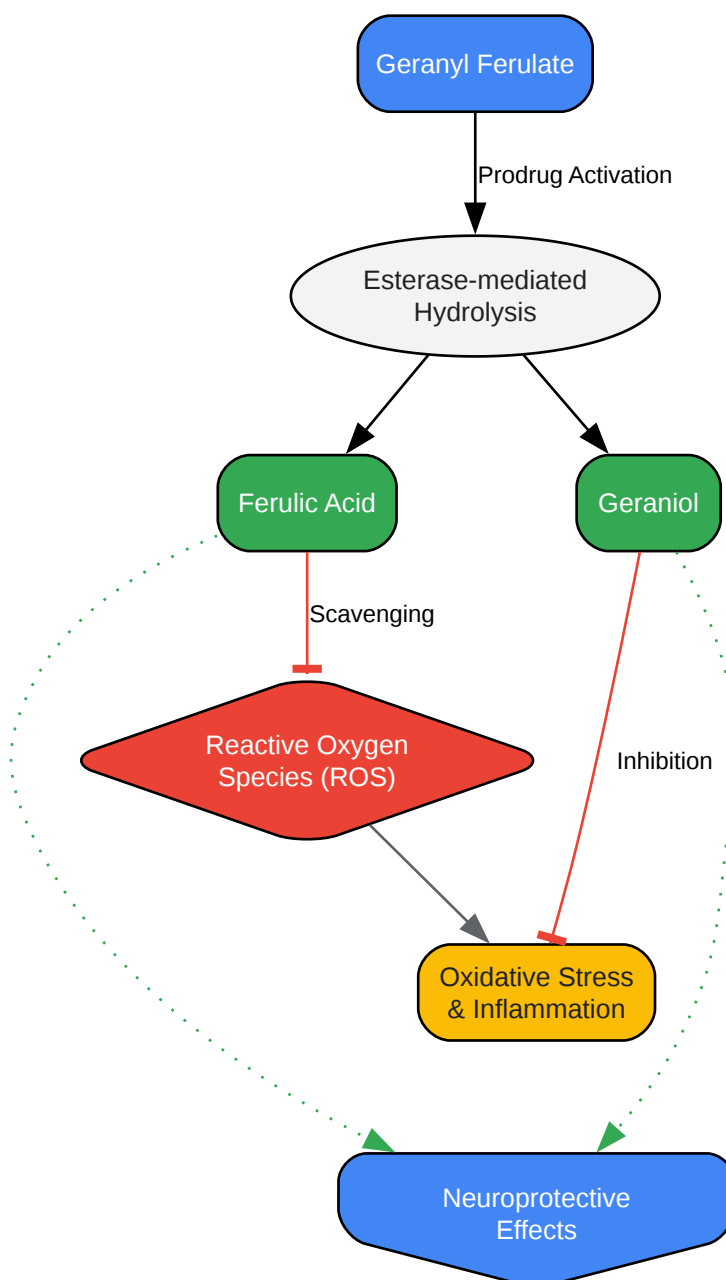 Geranyl Ferulate
Prodrug Activation
Esterase-mediated
Hydrolysis
Ferulic Acid
Geraniol
Scavenging
Reactive Oxygen
Species (ROS)
Inhibition
Oxidative Stress
& Inflammation
Neuroprotective
Effects